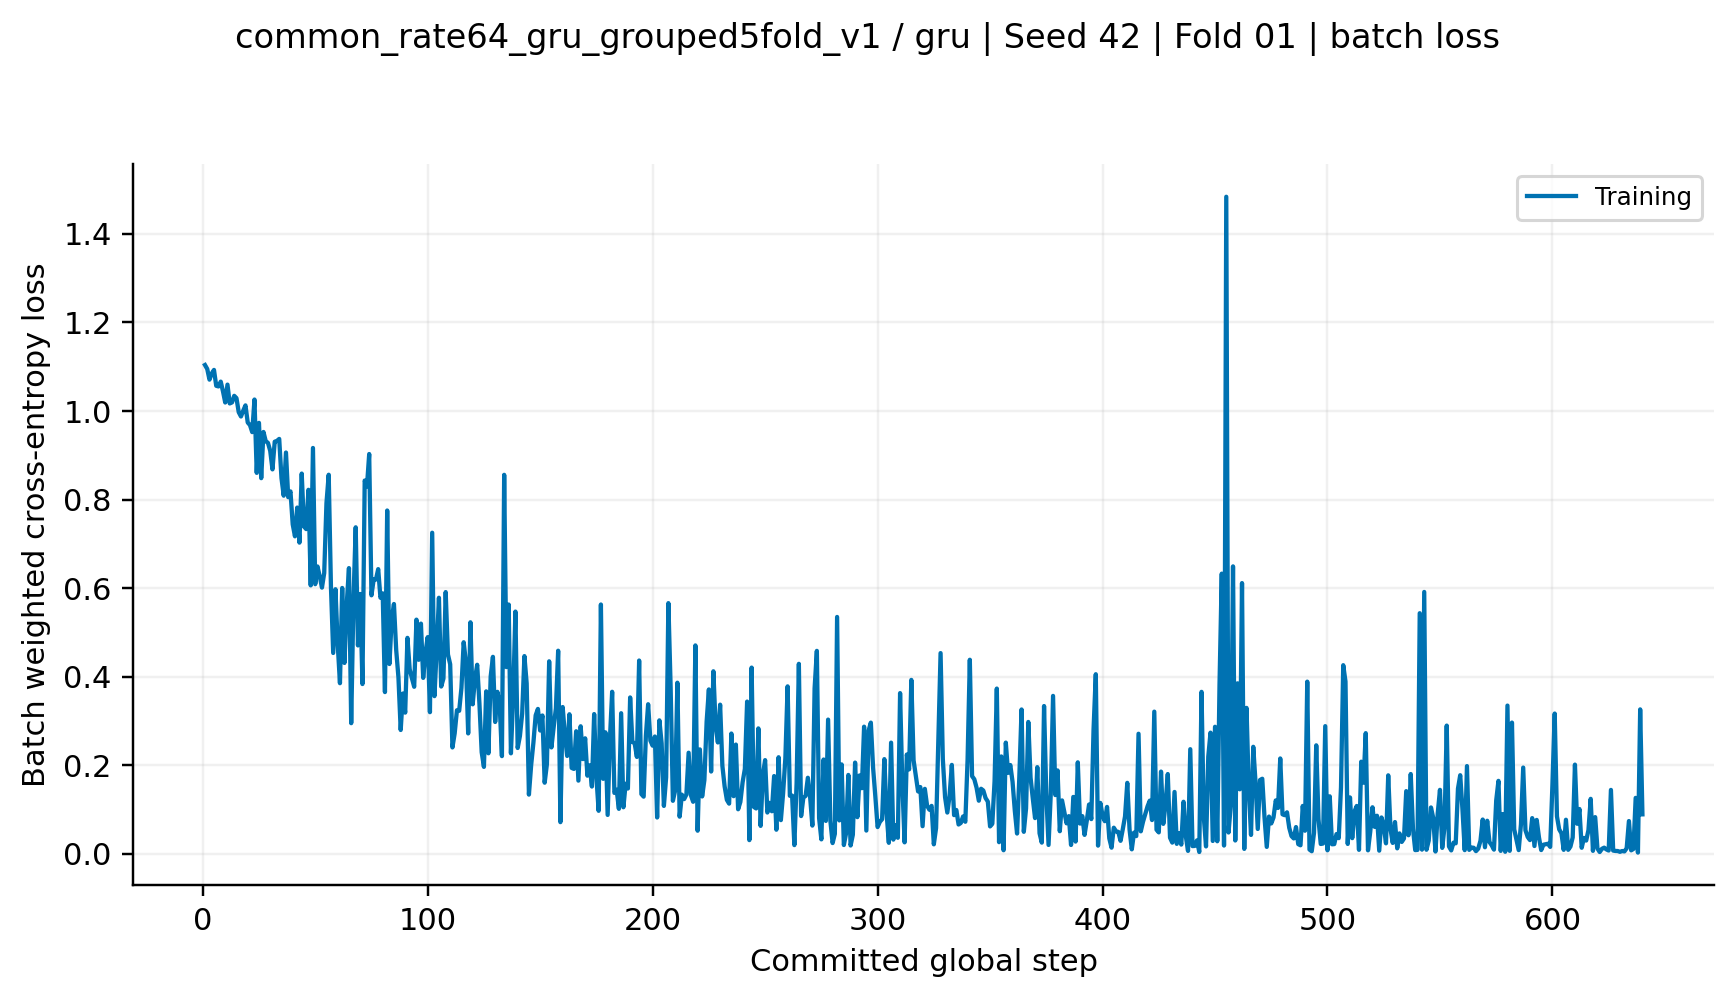 common_rate64_gru_grouped5fold_v1 / gru | Seed 42 | Fold 01 | batch loss
Training
Batch weighted cross-entropy loss
1.4
1.2
1.0
0.8
0.6
0.4
0.2
0.0
0 100 200 300 400 500 600
Committed global step